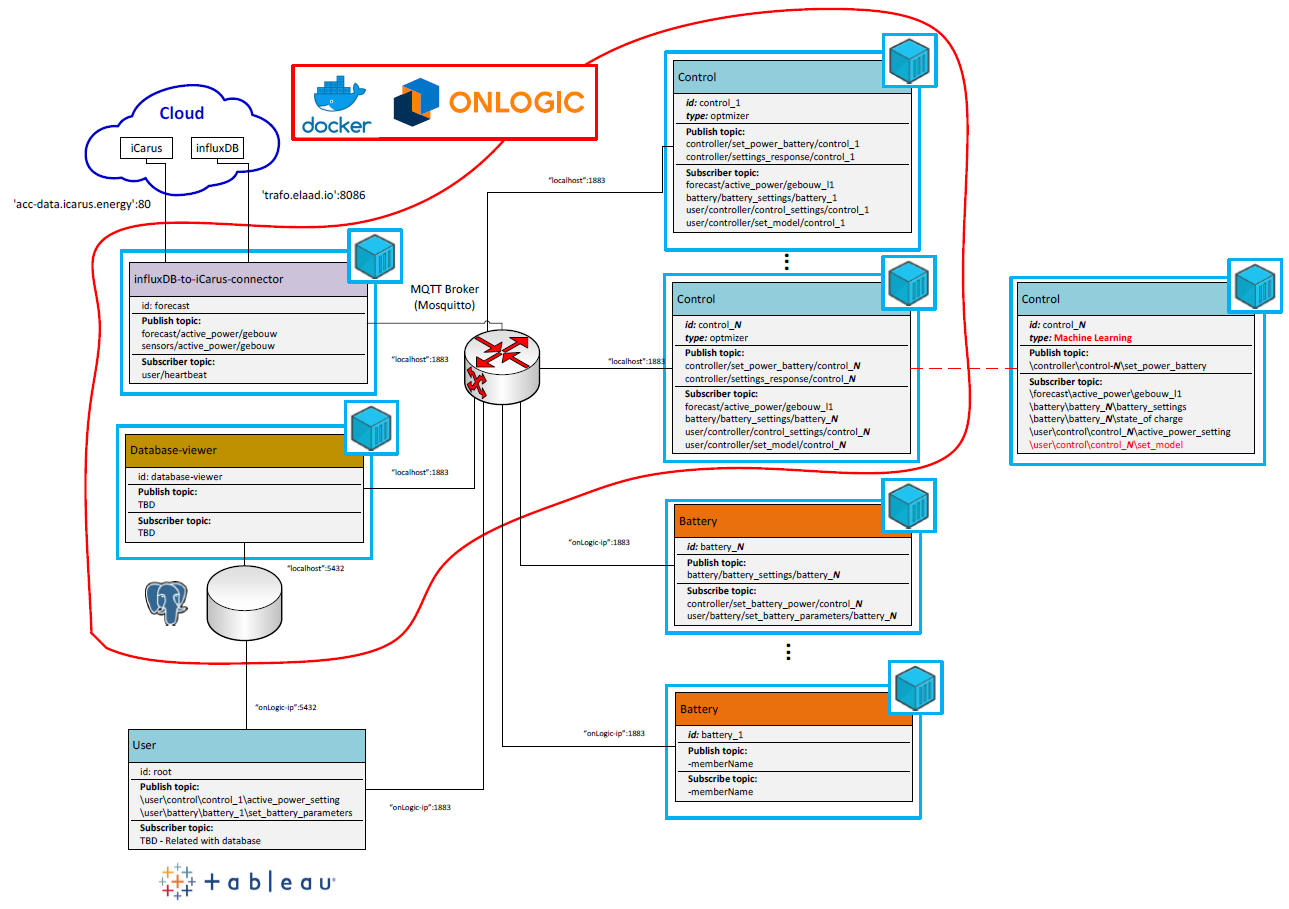 docker
ONLOGIC
Cloud
iCarus
influxDB
'acc-data.icarus.energy':80
'trafo.elaad.io':8086
influxDB-to-iCarus-connector
id: forecast
Publish topic:
forecast/active_power/gebouw
sensors/active_power/gebouw
Subscriber topic:
user/heartbeat
MQTT Broker
(Mosquitto)
"localhost":1883
"localhost":1883
"localhost":1883
"localhost":1883
Database-viewer
id: database-viewer
Publish topic:
TBD
Subscriber topic:
TBD
"localhost":5432
"onLogic-ip":5432
User
id: root
Publish topic:
\user\control\control_1\active_power_setting
\user\battery\battery_1\set_battery_parameters
Subscriber topic:
TBD - Related with database
"onLogic-ip":1883
+ableau
Control
id: control_1
type: optmizer
Publish topic:
controller/set_power_battery/control_1
controller/settings_response/control_1
Subscriber topic:
forecast/active_power/gebouw_l1
battery/battery_settings/battery_1
user/controller/control_settings/control_1
user/controller/set_model/control_1
Control
id: control_N
type: optmizer
Publish topic:
controller/set_power_battery/control_N
controller/settings_response/control_N
Subscriber topic:
forecast/active_power/gebouw_l1
battery/battery_settings/battery_N
user/controller/control_settings/control_N
user/controller/set_model/control_N
Control
id: control_N
type: Machine Learning
Publish topic:
\controller\control-N\set_power_battery
Subscriber topic:
\forecast\active_power\gebouw_l1
\battery\battery_N\battery_settings
\battery\battery_N\state_of charge
\user\control\control_N\active_power_setting
\user\control\control_N\set_model
"onLogic-ip":1883
Battery
id: battery_N
Publish topic:
battery/battery_settings/battery_N
Subscribe topic:
controller/set_battery_power/control_N
user/battery/set_battery_parameters/battery_N
"onLogic-ip":1883
Battery
id: battery_1
Publish topic:
-memberName
Subscribe topic:
-memberName